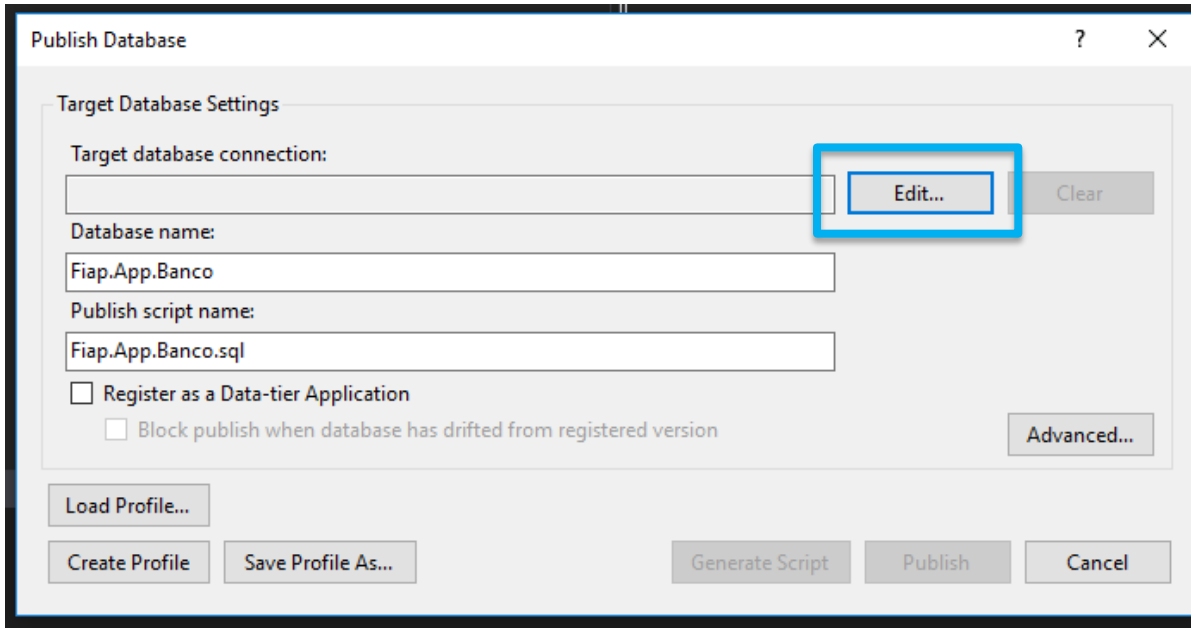 Publish Database
?
Target Database Settings
Target database connection:
Edit...
Clear
Database name:
Fiap.App.Banco
Publish script name:
Fiap.App.Banco.sql
Register as a Data-tier Application
Block publish when database has drifted from registered version
Advanced...
Load Profile...
Create Profile
Save Profile As...
Generate Script
Publish
Cancel